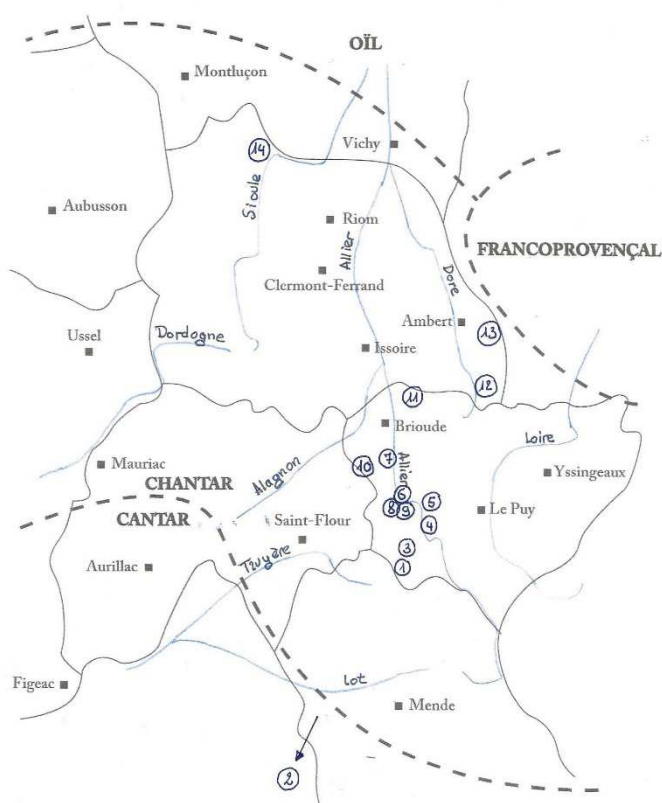 OÏL
Montluçon
Vichy
14
Sioule
Aubusson
Riom
Allier
FRANCOPROVENÇAL
Clermont-Ferrand
Dore
Ambert
13
Ussel
Dordogne
Issoire
12
11
Brioude
Loire
Mauriac
Alagnon
10
7
Allier
Yssingeaux
CHANTAR
6
5
Le Puy
CANTAR
8
9
Saint-Flour
4
Aurillac
Truyère
3
1
Figeac
Lot
Mende
2